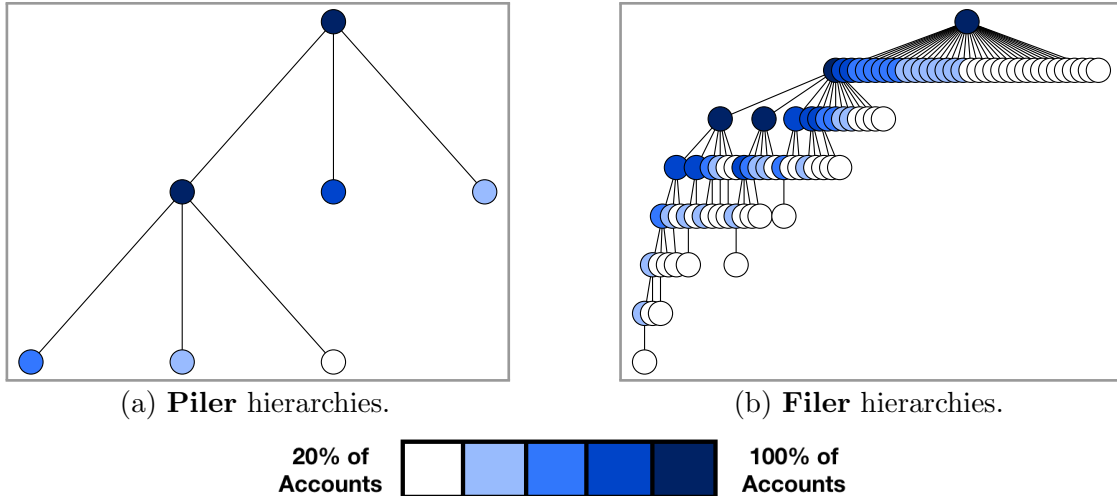 (a) Piler hierarchies.
(b) Filer hierarchies.
20% of
Accounts
100% of
Accounts